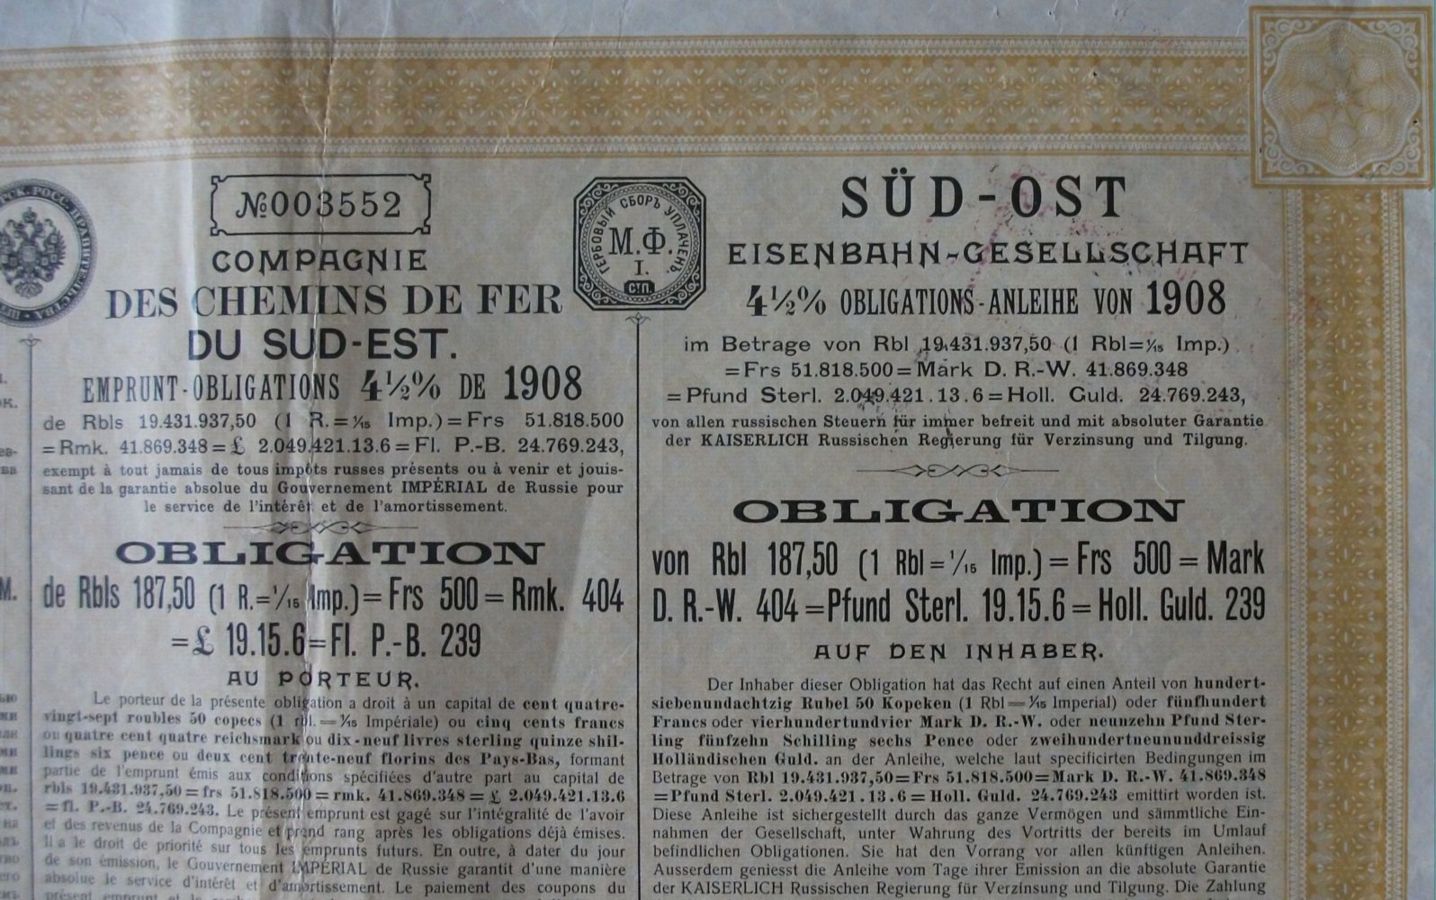 №003552
COMPAGNIE
DES CHEMINS DE FER
DU SUD-EST.
EMPRUNT-OBLIGATIONS 4½% DE 1908
de Rbls 19.431.937,50 (1 R.=1/15 Imp.)=Frs 51.818.500
=Rmk. 41.869.348=£ 2.049.421.13.6=Fl. P.-B. 24.769.243,
exempt à tout jamais de tous impôts russes présents ou à venir et jouis-
sant de la garantie absolue du Gouvernement IMPÉRIAL de Russie pour
le service de l'intérêt et de l'amortissement.
OBLIGATION
de Rbls 187,50 (1 R.=1/15 Imp.)=Frs 500=Rmk. 404
=£ 19.15.6=Fl. P.-B. 239
AU PORTEUR.
Le porteur de la présente obligation a droit à un capital de cent quatre-
vingt-sept roubles 50 copecs (1 rbl.=1/15 Impériale) ou cinq cents francs
ou quatre cent quatre reichsmark ou dix-neuf livres sterling quinze shil-
lings six pence ou deux cent trente-neuf florins des Pays-Bas, formant
partie de l'emprunt émis aux conditions spécifiées d'autre part au capital de
rbls 19.431.937,50=frs 51.818.500=rmk. 41.869.348=£ 2.049.421.13.6
=fl. P.-B. 24.769.243. Le présent emprunt est gagé sur l'intégralité de l'avoir
et des revenus de la Compagnie et prend rang après les obligations déjà émises.
Il a le droit de priorité sur tous les emprunts futurs. En outre, à dater du jour
de son émission, le Gouvernement IMPÉRIAL de Russie garantit d'une manière
absolue le service d'intérêt et d'amortissement. Le paiement des coupons du
présent emprunt et le
ГЕРБОВЫЙ СБОРЪ УПЛАЧЕНЪ.
М.Ф.
I.
СТП.
SÜD-OST
EISENBAHN-GESELLSCHAFT
4½% OBLIGATIONS-ANLEIHE VON 1908
im Betrage von Rbl 19.431.937,50 (1 Rbl=1/15 Imp.)
=Frs 51.818.500=Mark D. R.-W. 41.869.348
=Pfund Sterl. 2.049.421.13.6=Holl. Guld. 24.769.243,
von allen russischen Steuern für immer befreit und mit absoluter Garantie
der KAISERLICH Russischen Regierung für Verzinsung und Tilgung.
OBLIGATION
von Rbl 187,50 (1 Rbl=1/15 Imp.)=Frs 500=Mark
D. R.-W. 404=Pfund Sterl. 19.15.6=Holl. Guld. 239
AUF DEN INHABER.
Der Inhaber dieser Obligation hat das Recht auf einen Anteil von hundert-
siebenundachtzig Rubel 50 Kopeken (1 Rbl=1/15 Imperial) oder fünfhundert
Francs oder vierhundertundvier Mark D. R.-W. oder neunzehn Pfund Ster-
ling fünfzehn Schilling sechs Pence oder zweihundertneununddreissig
Holländischen Guld. an der Anleihe, welche laut specificirten Bedingungen im
Betrage von Rbl 19.431.937,50=Frs 51.818.500=Mark D. R.-W. 41.869.348
=Pfund Sterl. 2.049.421.13.6=Holl. Guld. 24.769.243 emittirt worden ist.
Diese Anleihe ist sichergestellt durch das ganze Vermögen und sämmtliche Ein-
nahmen der Gesellschaft, unter Wahrung des Vortritts der bereits im Umlauf
befindlichen Obligationen. Sie hat den Vorrang vor allen künftigen Anleihen.
Ausserdem geniesst die Anleihe vom Tage ihrer Emission an die absolute Garantie
der KAISERLICH Russischen Regierung für Verzinsung und Tilgung. Die Zahlung